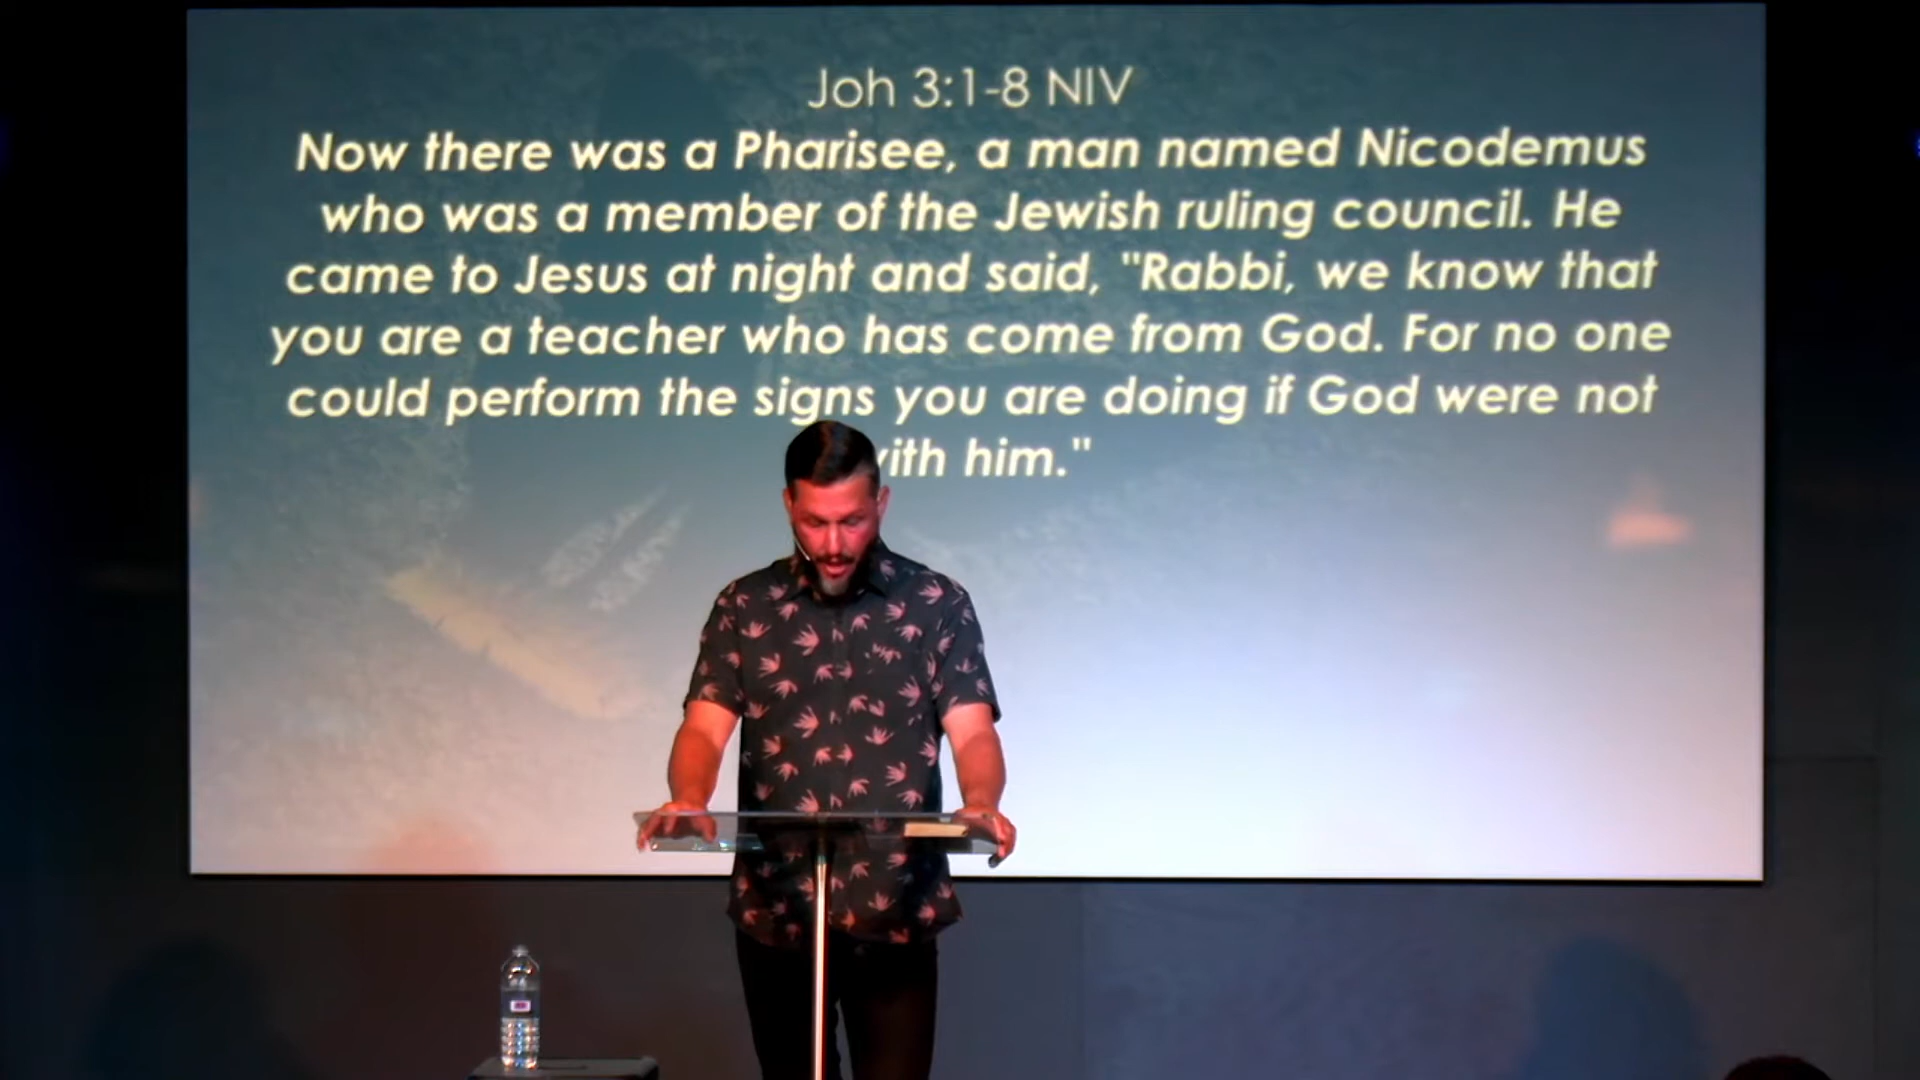 Joh 3:1-8 NIV
Now there was a Pharisee, a man named Nicodemus
who was a member of the Jewish ruling council. He
came to Jesus at night and said, "Rabbi, we know that
you are a teacher who has come from God. For no one
could perform the signs you are doing if God were not
him."